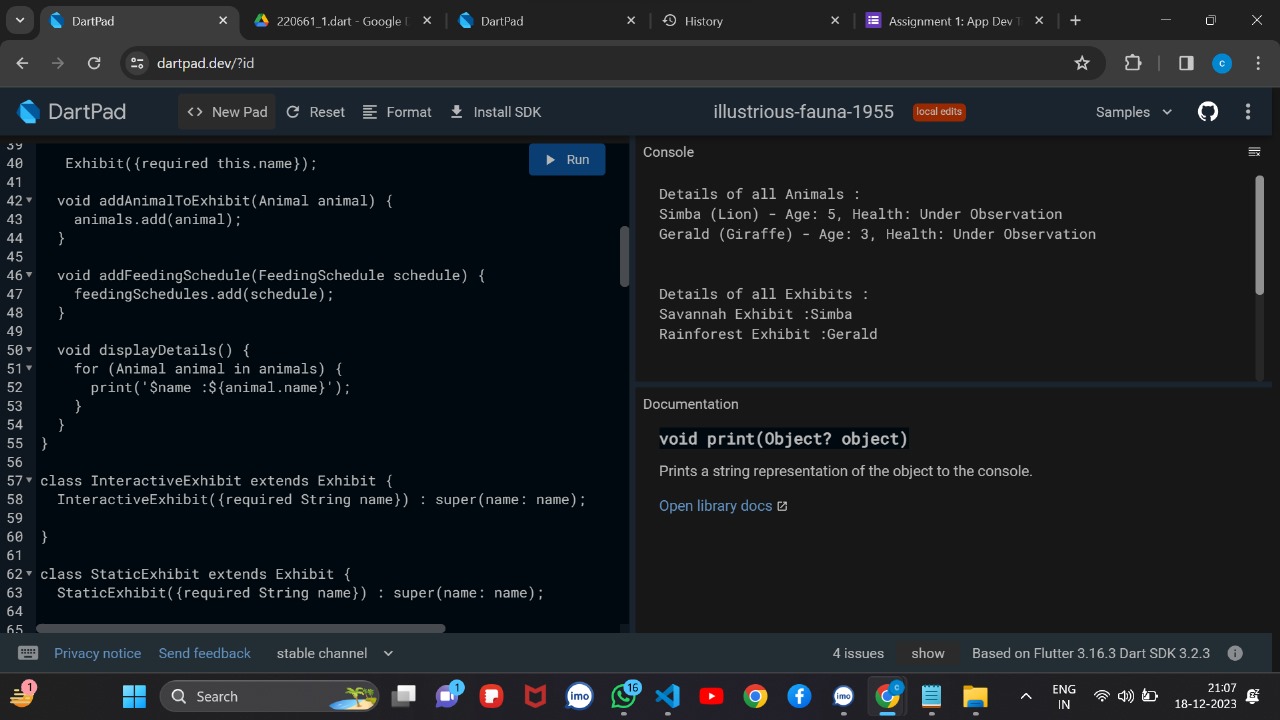 DartPad
220661_1.dart - Google D
DartPad
History
Assignment 1: App Dev T
dartpad.dev/?id
c
DartPad
<> New Pad
Reset
Format
Install SDK
illustrious-fauna-1955
local edits
Samples
39
40 Exhibit({required this.name});
41
42 void addAnimalToExhibit(Animal animal) {
43 animals.add(animal);
44 }
45
46 void addFeedingSchedule(FeedingSchedule schedule) {
47 feedingSchedules.add(schedule);
48 }
49
50 void displayDetails() {
51 for (Animal animal in animals) {
52 print('$name :${animal.name}');
53 }
54 }
55 }
56
57 class InteractiveExhibit extends Exhibit {
58 InteractiveExhibit({required String name}) : super(name: name);
59
60 }
61
62 class StaticExhibit extends Exhibit {
63 StaticExhibit({required String name}) : super(name: name);
64
65
Run
Console
Details of all Animals :
Simba (Lion) - Age: 5, Health: Under Observation
Gerald (Giraffe) - Age: 3, Health: Under Observation
Details of all Exhibits :
Savannah Exhibit :Simba
Rainforest Exhibit :Gerald
Documentation
void print(Object? object)
Prints a string representation of the object to the console.
Open library docs
Privacy notice
Send feedback
stable channel
4 issues
show
Based on Flutter 3.16.3 Dart SDK 3.2.3
1
Search
1
imo
16
imo
c
ENG
IN
21:07
18-12-2023